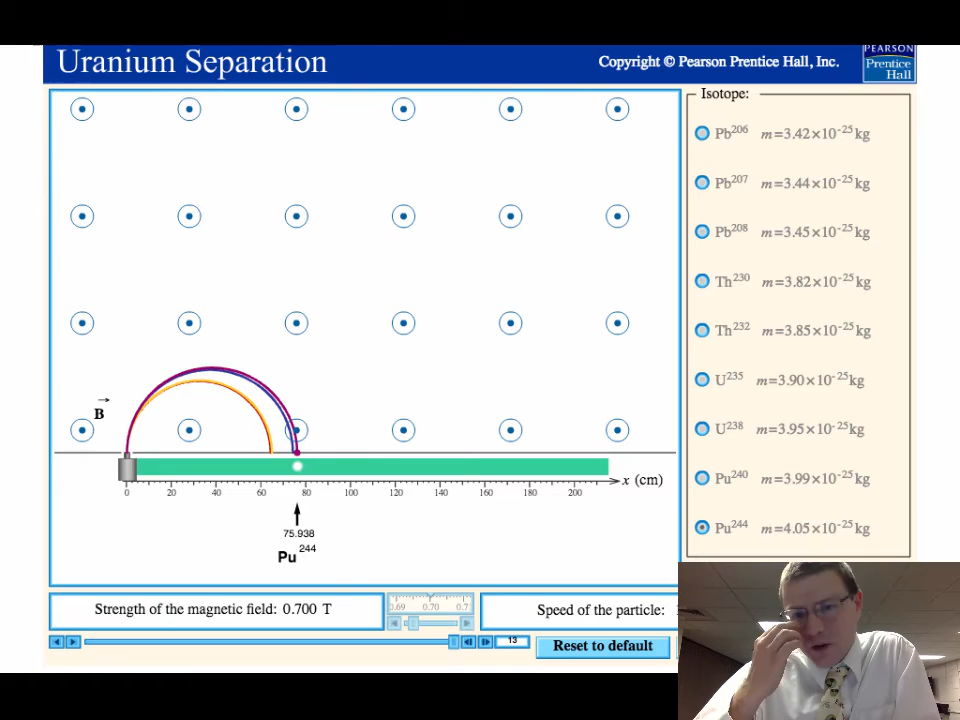 Uranium Separation
Copyright © Pearson Prentice Hall, Inc.
PEARSON
Prentice
Hall
Isotope:
Pb206 m=3.42×10-25kg
Pb207 m=3.44×10-25kg
Pb208 m=3.45×10-25kg
Th230 m=3.82×10-25kg
Th232 m=3.85×10-25kg
U235 m=3.90×10-25kg
U238 m=3.95×10-25kg
Pu240 m=3.99×10-25kg
Pu244 m=4.05×10-25kg
B
x (cm)
0 20 40 60 80 100 120 140 160 180 200
75.938
Pu244
Strength of the magnetic field: 0.700 T
0.69 0.70 0.71
Speed of the particle:
13
Reset to default